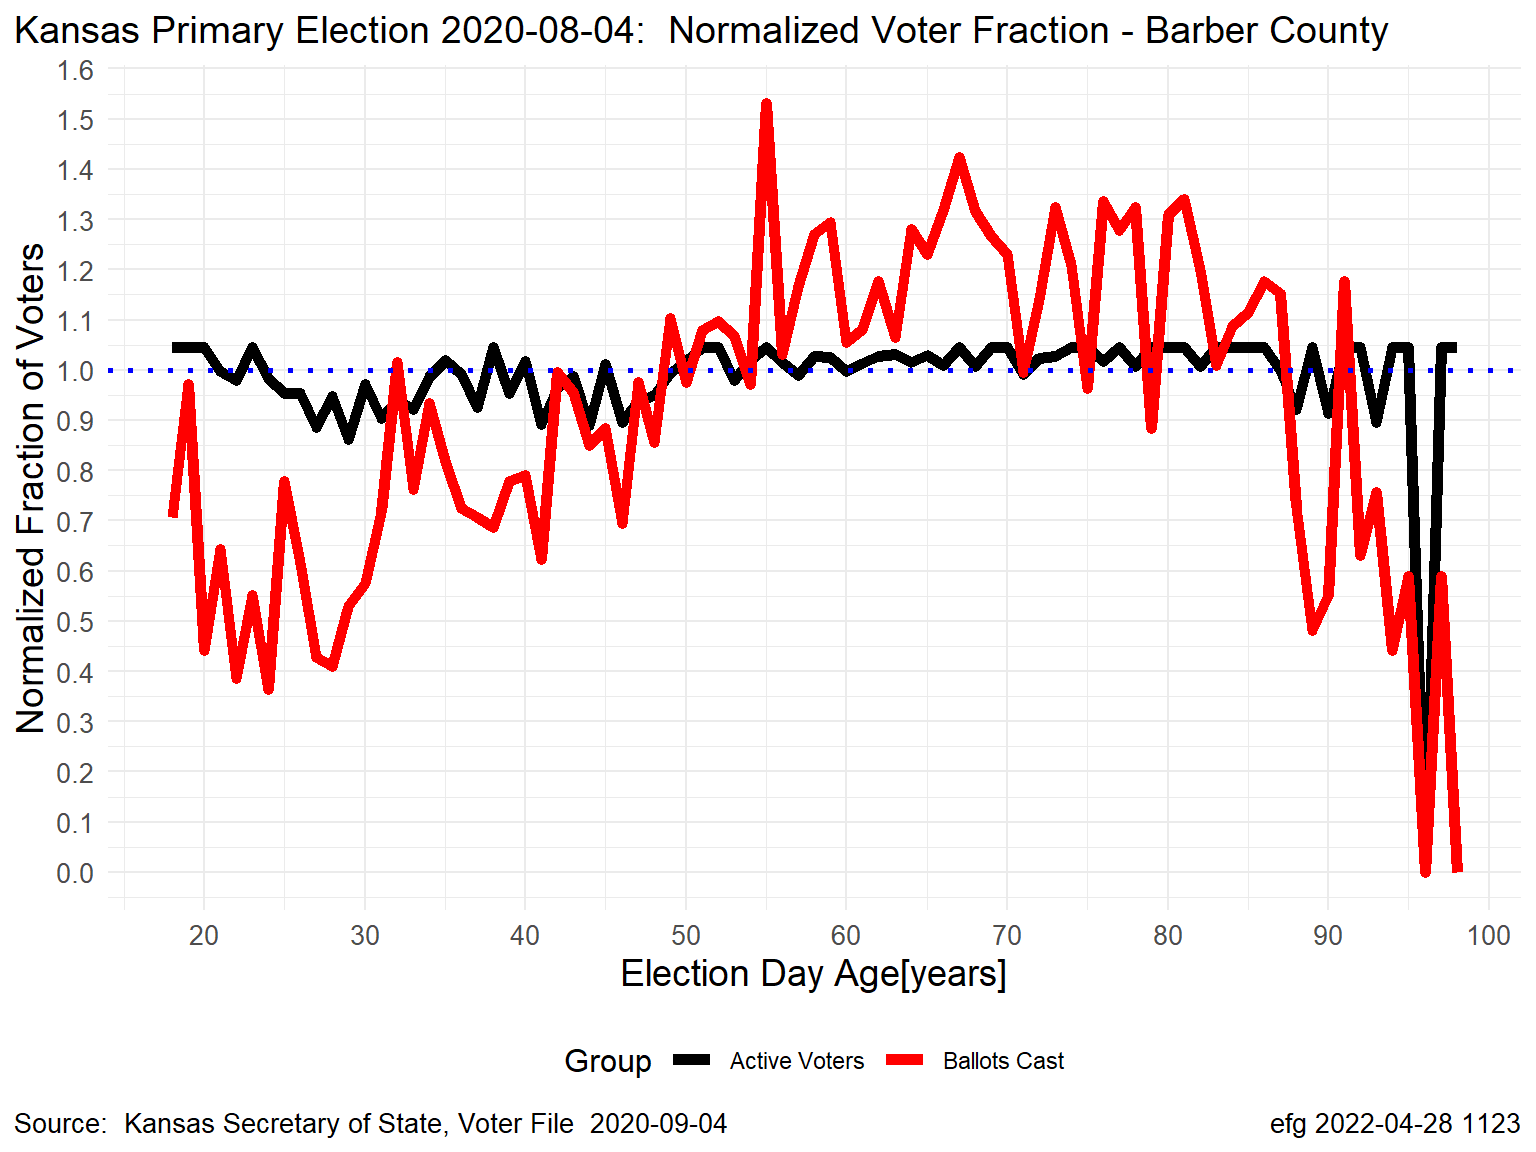 Kansas Primary Election 2020-08-04:  Normalized Voter Fraction - Barber County
1.6
1.5
1.4
1.3
1.2
1.1
1.0
0.9
0.8
0.7
0.6
0.5
0.4
0.3
0.2
0.1
0.0
Normalized Fraction of Voters
20 30 40 50 60 70 80 90 100
Election Day Age[years]
Group Active Voters Ballots Cast
Source:  Kansas Secretary of State, Voter File  2020-09-04
efg 2022-04-28 1123